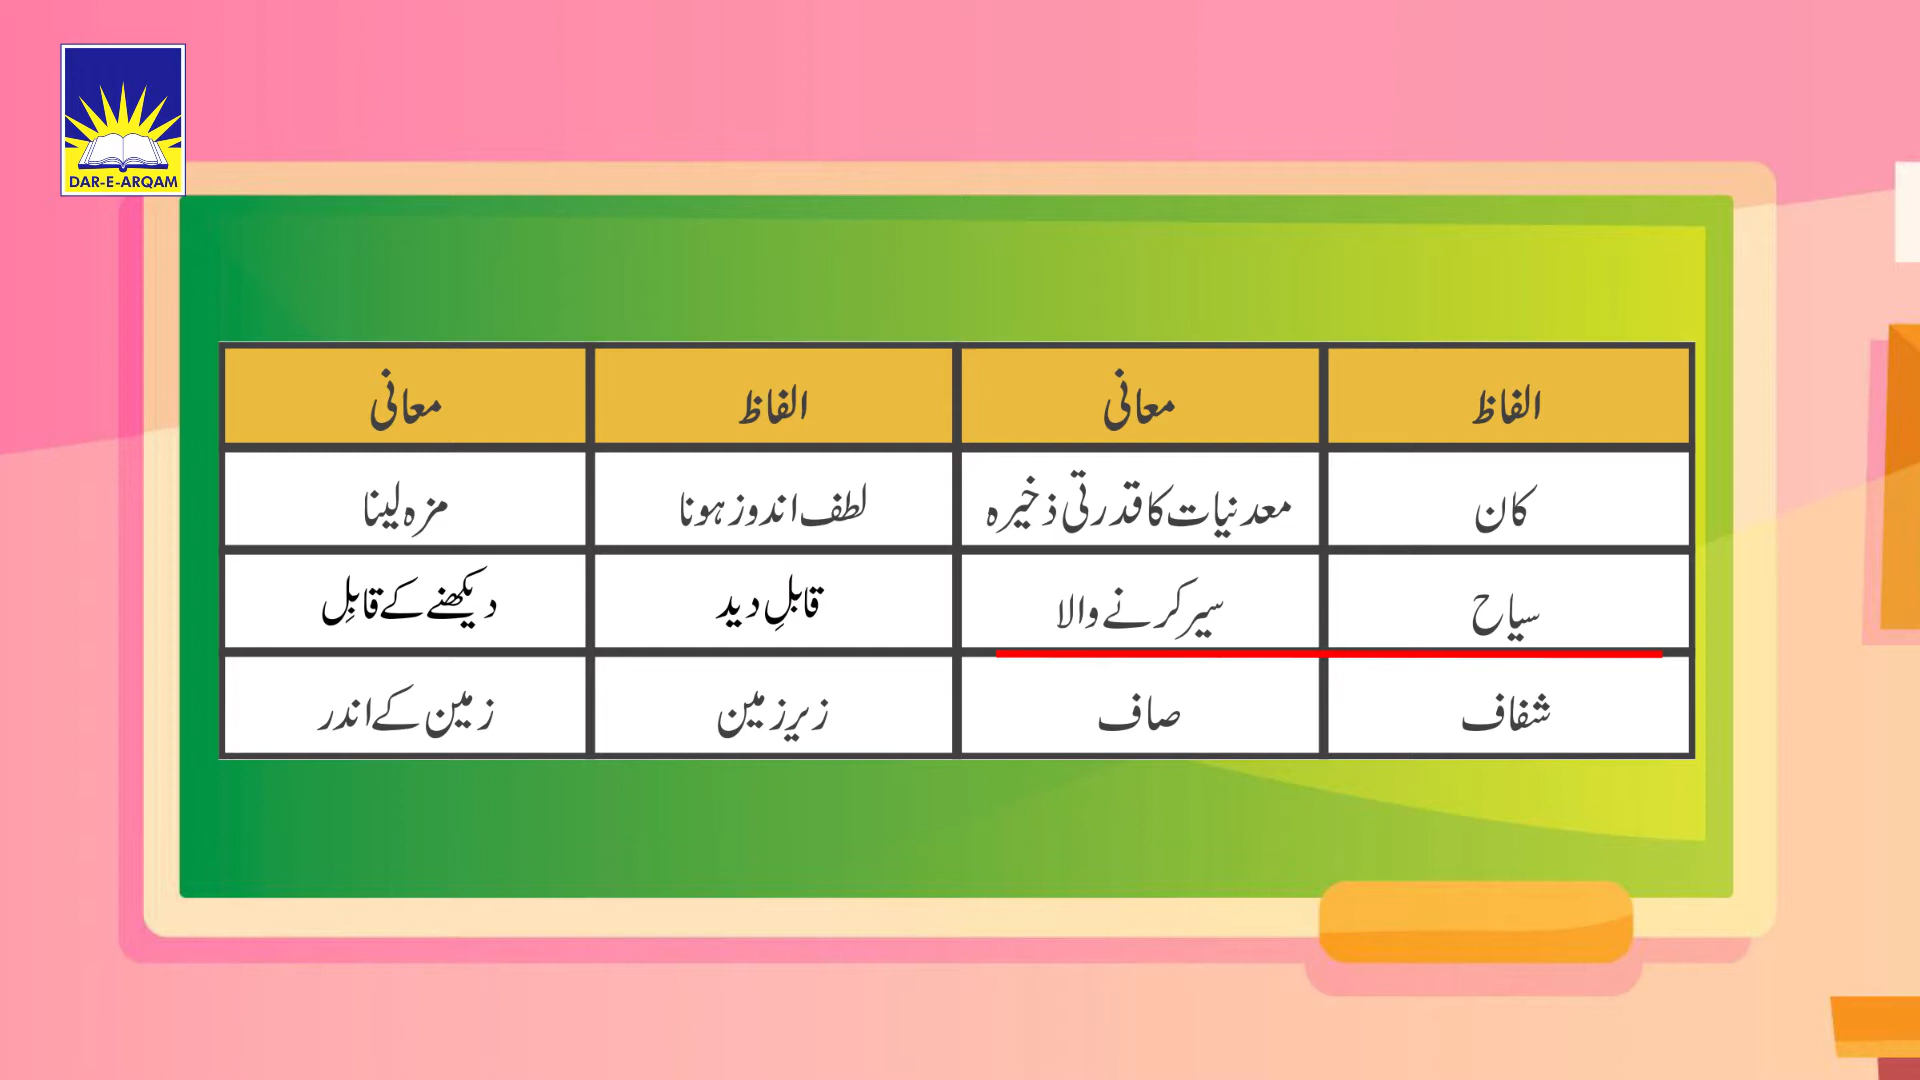 DAR-E-ARQAM
الفاظ معانی الفاظ معانی
کان معدنیات کا قدرتی ذخیرہ لطف اندوز ہونا مزہ لینا
سیاح سیر کرنے والا قابلِ دید دیکھنے کے قابِل
شفاف صاف زیرِ زمین زمین کے اندر